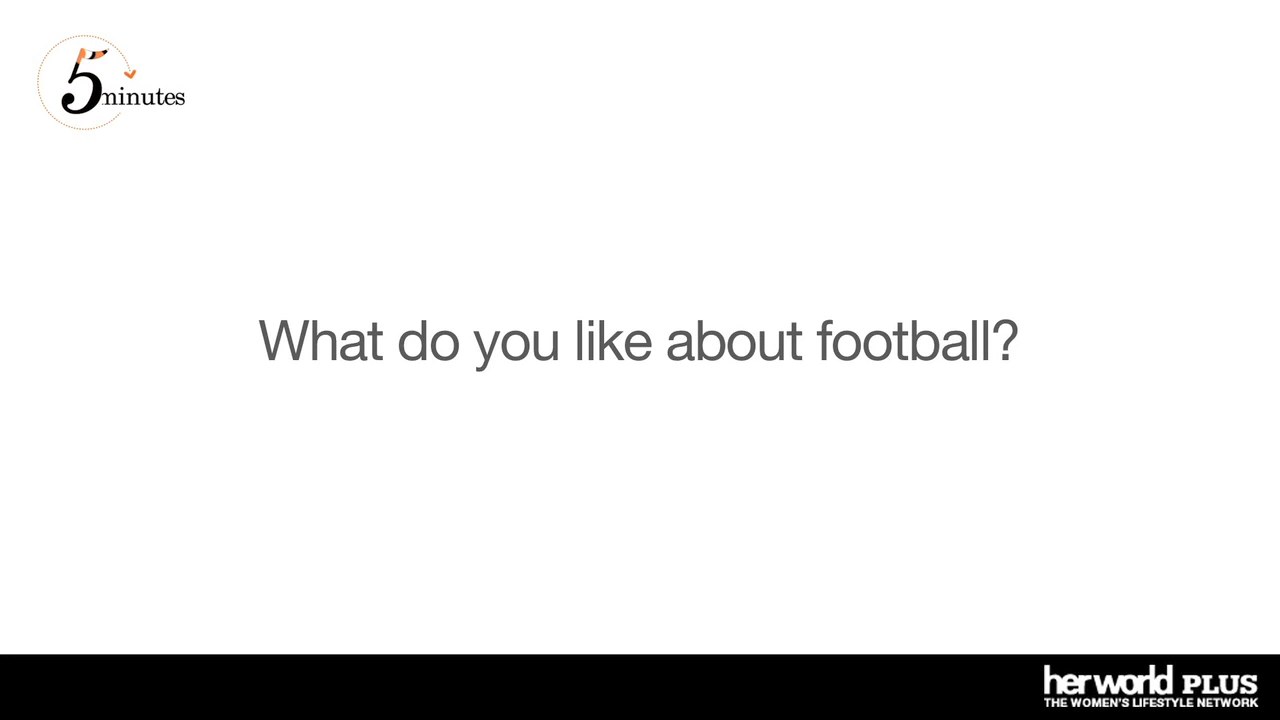 5minutes
What do you like about football?
herworld PLUS
THE WOMEN'S LIFESTYLE NETWORK